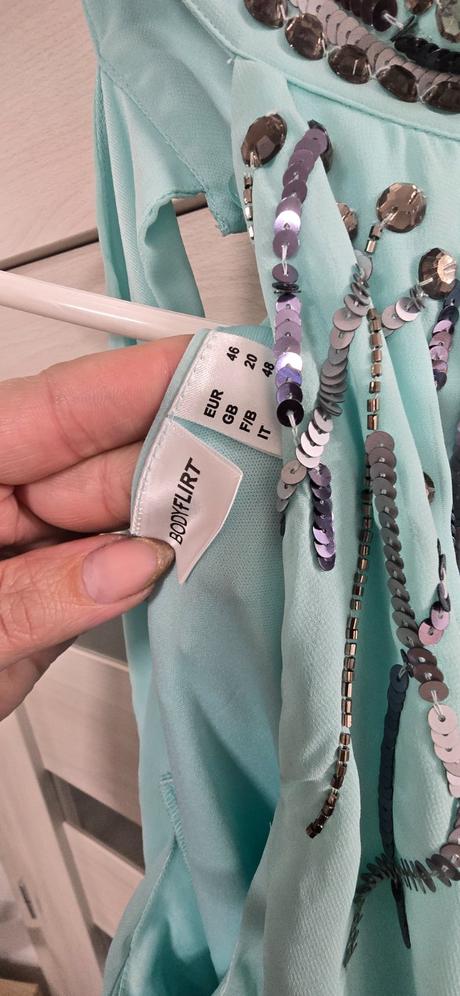 EUR 46
GB 20
F/B 48
IT
BODYFLIRT